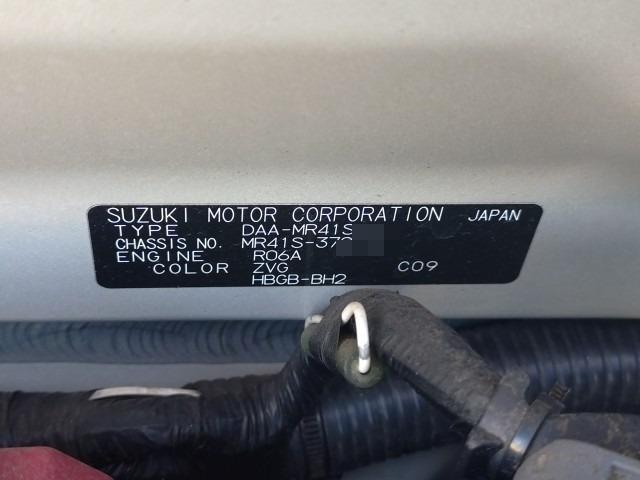 SUZUKI MOTOR CORPORATION JAPAN
TYPE DAA-MR41S
CHASSIS NO. MR41S-37
ENGINE R06A
COLOR ZVG C09
HBGB-BH2